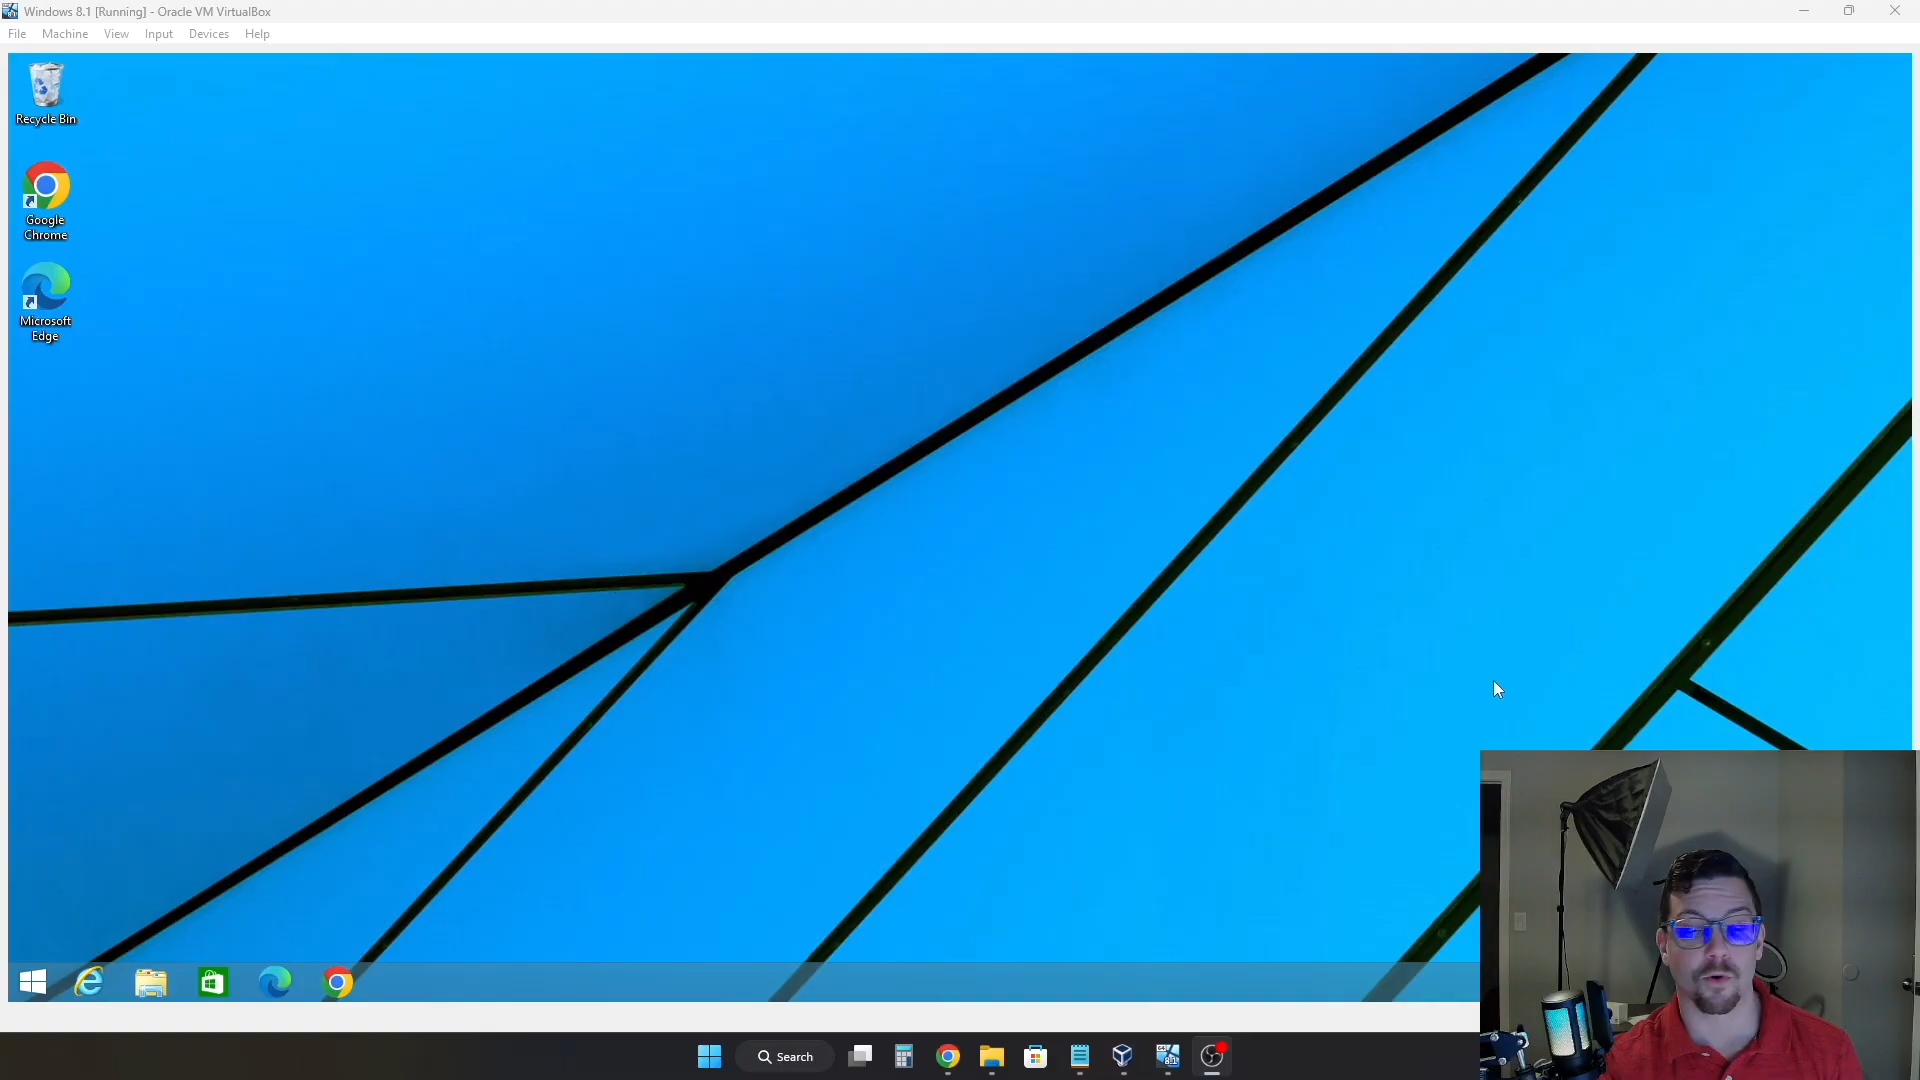 Windows 8.1 [Running] - Oracle VM VirtualBox
File Machine View Input Devices Help
Recycle Bin
Google
Chrome
Microsoft
Edge
Search